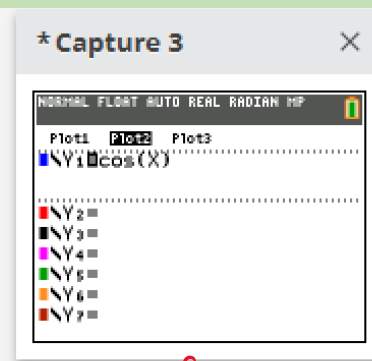 *Capture 3
NORMAL FLOAT AUTO REAL RADIAN MP
Plot1 Plot2 Plot3
\Y1=cos(X)
\Y2=
\Y3=
\Y4=
\Y5=
\Y6=
\Y7=